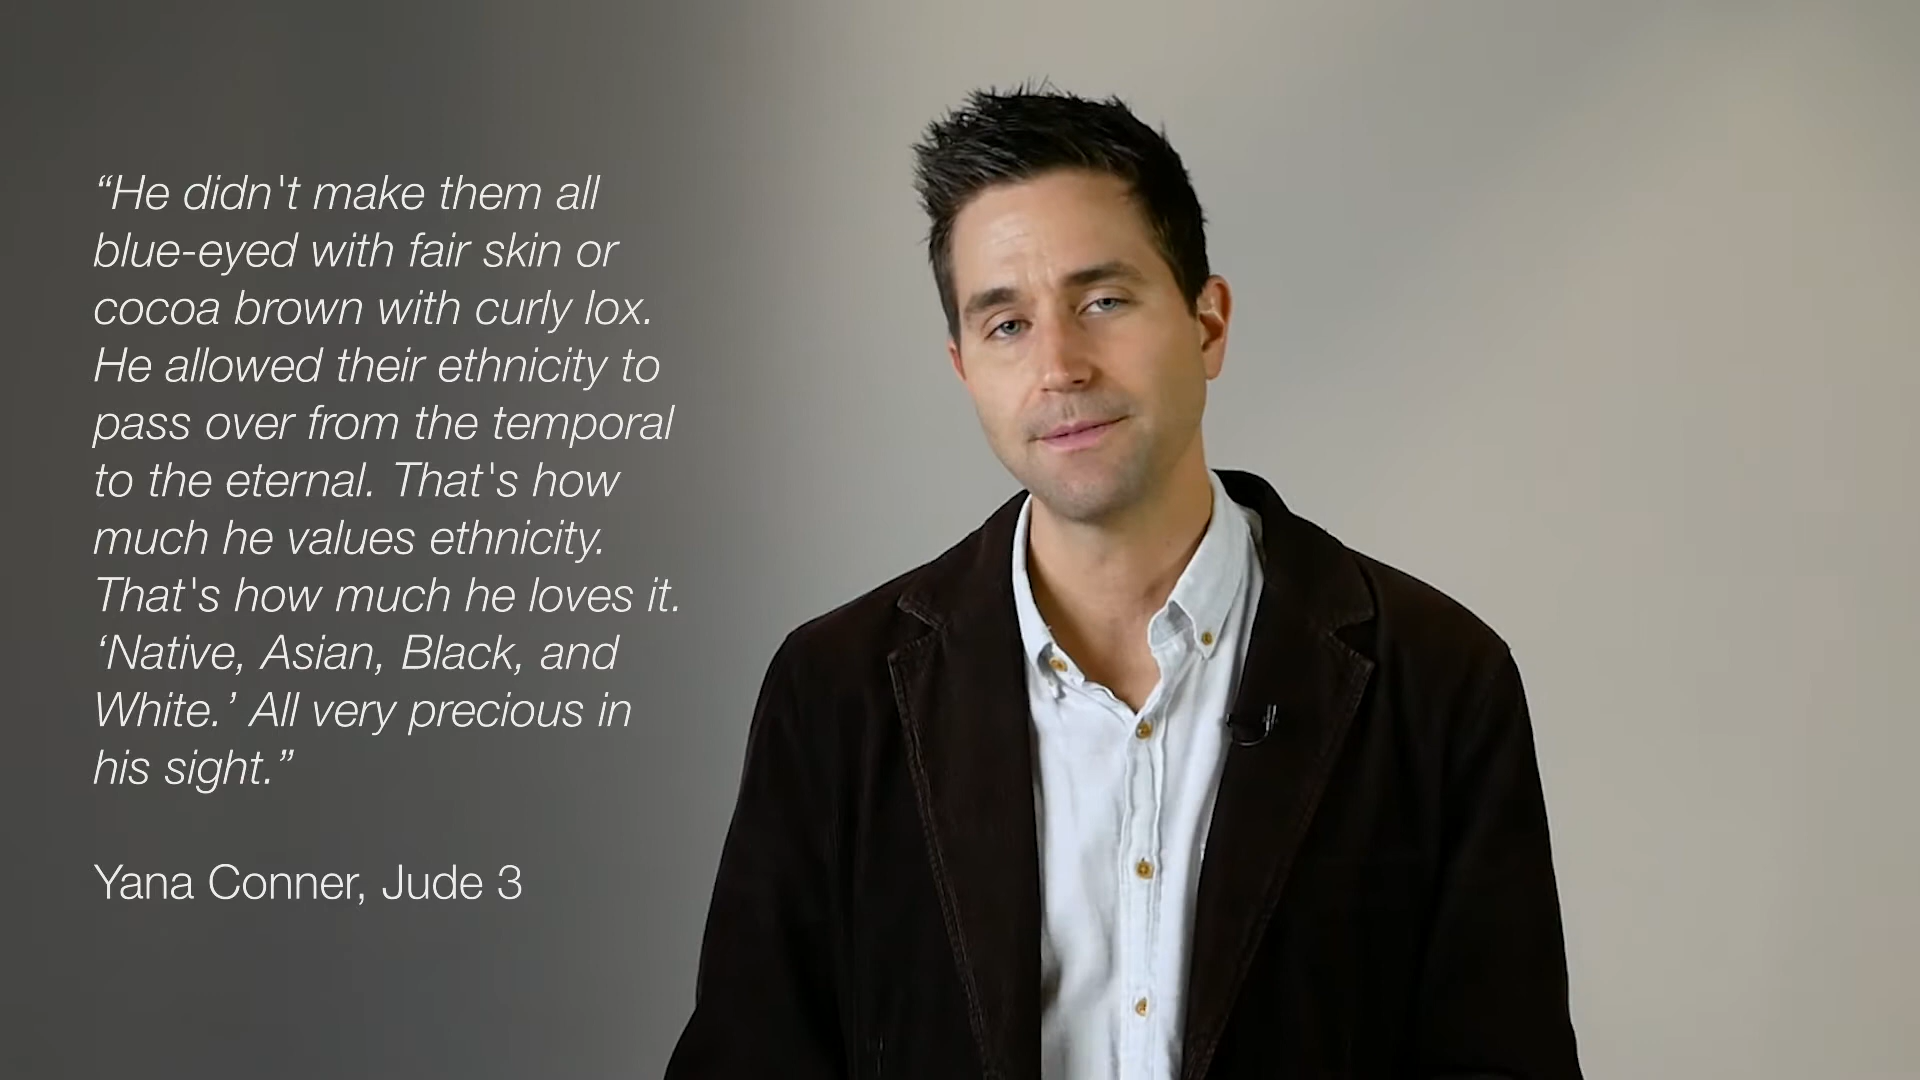 “He didn't make them all
blue-eyed with fair skin or
cocoa brown with curly lox.
He allowed their ethnicity to
pass over from the temporal
to the eternal. That's how
much he values ethnicity.
That's how much he loves it.
‘Native, Asian, Black, and
White.’ All very precious in
his sight.”
Yana Conner, Jude 3